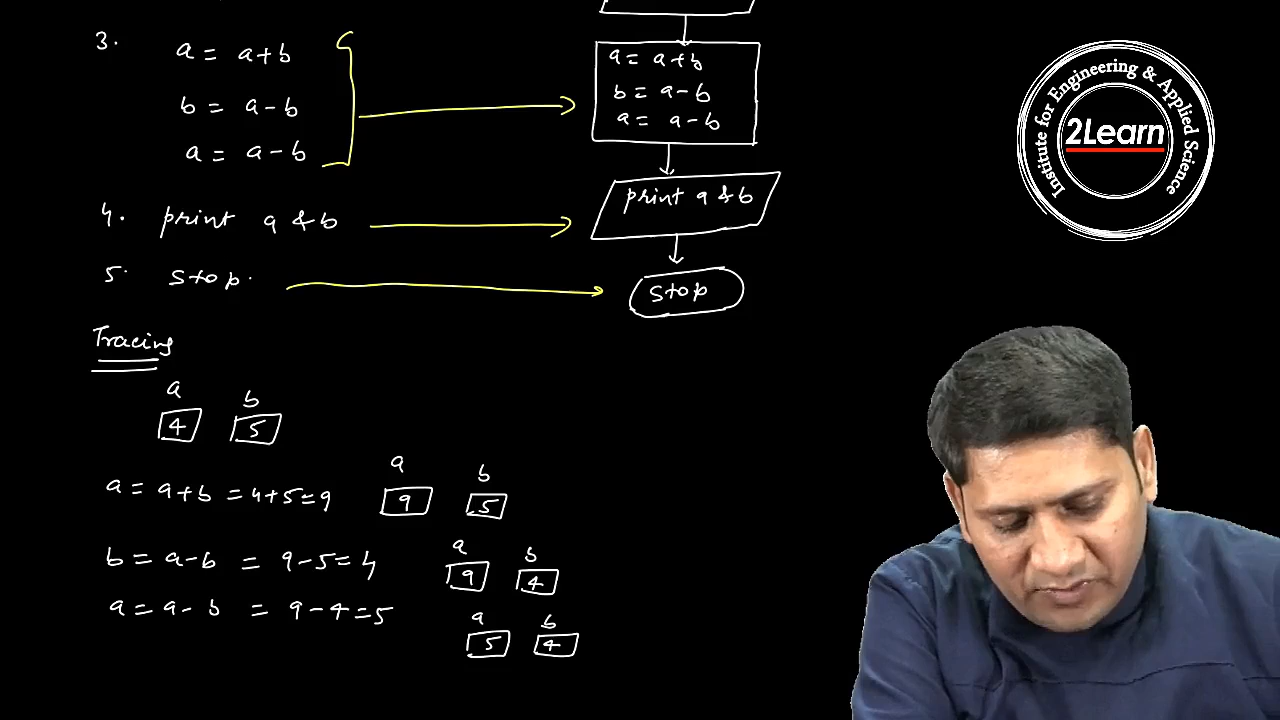 3. a = a+b
b = a-b
a = a-b
4. print a & b
5. Stop.
a = a+b
b = a-b
a = a-b
print a & b
Stop
Institute for Engineering & Applied Science
2Learn
Tracing
a b
4 5
a = a+b = 4+5=9
a b
9 5
b = a-b = 9-5=4
a b
9 4
a = a-b = 9-4=5
a b
5 4